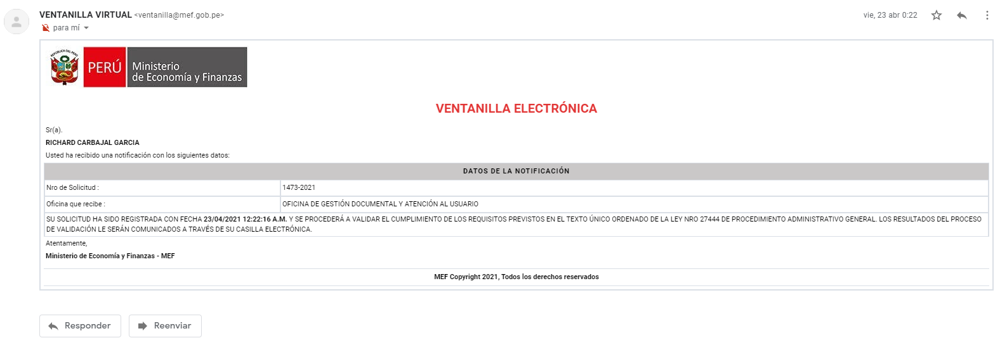 VENTANILLA VIRTUAL <ventanilla@mef.gob.pe>
vie, 23 abr 0:22
para mí
REPÚBLICA DEL PERÚ
PERÚ
Ministerio
de Economía y Finanzas
VENTANILLA ELECTRÓNICA
Sr(a).
RICHARD CARBAJAL GARCIA
Usted ha recibido una notificación con los siguientes datos:
DATOS DE LA NOTIFICACIÓN
Nro de Solicitud : 1473-2021
Oficina que recibe : OFICINA DE GESTIÓN DOCUMENTAL Y ATENCIÓN AL USUARIO
SU SOLICITUD HA SIDO REGISTRADA CON FECHA 23/04/2021 12:22:16 A.M. Y SE PROCEDERÁ A VALIDAR EL CUMPLIMIENTO DE LOS REQUISITOS PREVISTOS EN EL TEXTO ÚNICO ORDENADO DE LA LEY NRO 27444 DE PROCEDIMIENTO ADMINISTRATIVO GENERAL. LOS RESULTADOS DEL PROCESO
DE VALIDACIÓN LE SERÁN COMUNICADOS A TRAVÉS DE SU CASILLA ELECTRÓNICA.
Atentamente,
Ministerio de Economía y Finanzas - MEF
MEF Copyright 2021, Todos los derechos reservados
Responder
Reenviar